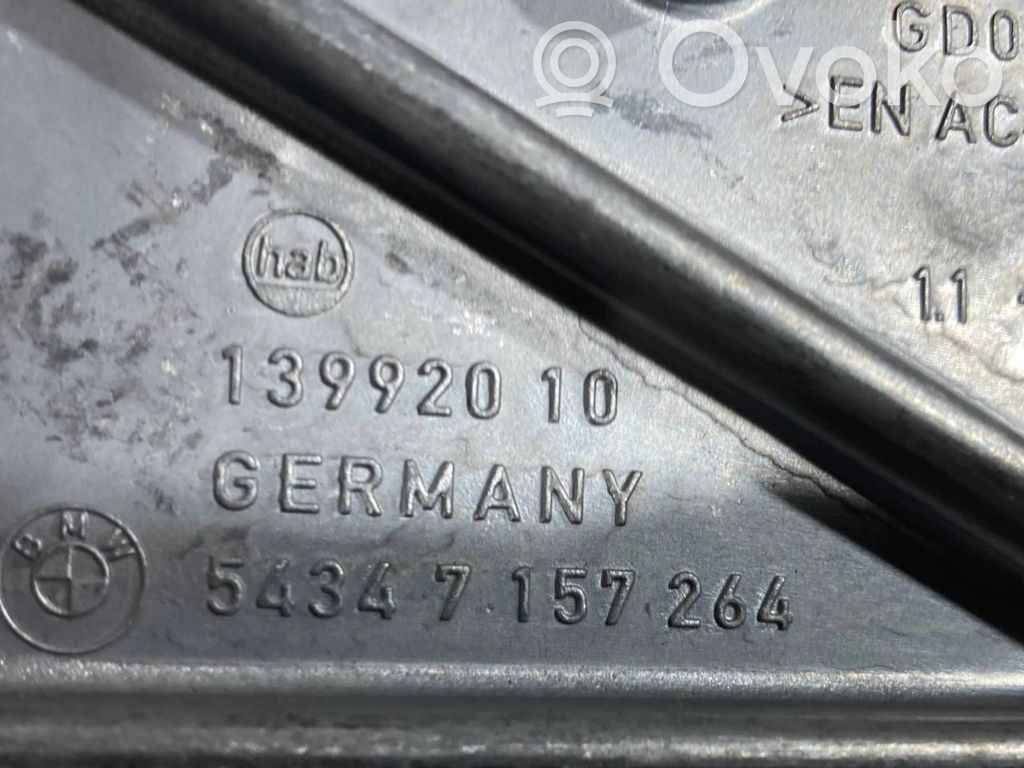 GD0
Ovoko
>EN AC
1.1
hab
139920 10
GERMANY
BMW
5434 7 157 264